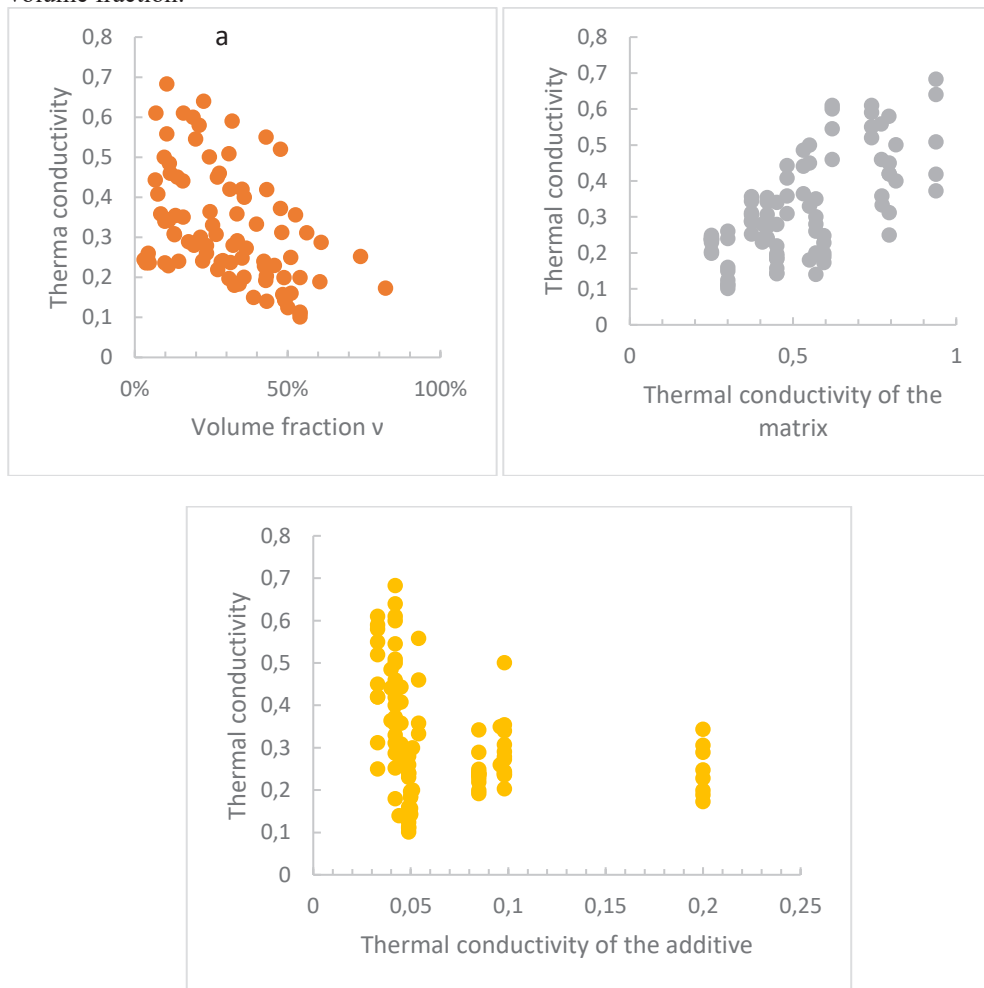 volume fraction.
a
0,8
0,7
0,6
0,5
0,4
0,3
0,2
0,1
0
Therma conductivity
0% 50% 100%
Volume fraction ν
0,8
0,7
0,6
0,5
0,4
0,3
0,2
0,1
0
Thermal conductivity
0 0,5 1
Thermal conductivity of the
matrix
0,8
0,7
0,6
0,5
0,4
0,3
0,2
0,1
0
Thermal conductivity
0 0,05 0,1 0,15 0,2 0,25
Thermal conductivity of the additive